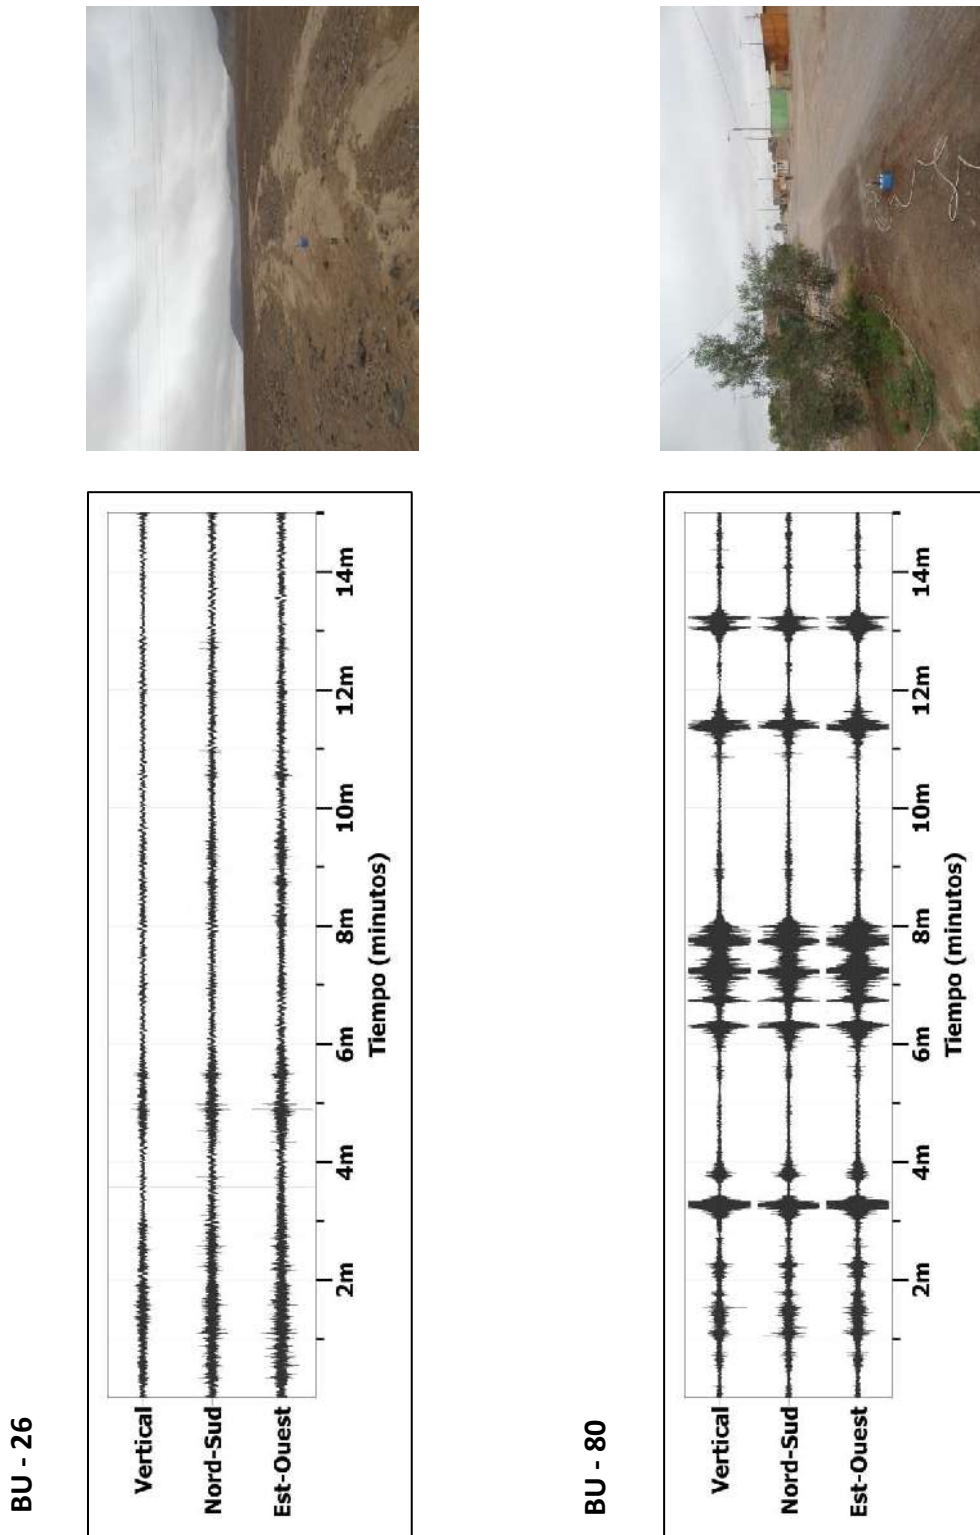 BU - 26
Vertical
Nord-Sud
Est-Ouest
2m 4m 6m 8m 10m 12m 14m
Tiempo (minutos)
BU - 80
Vertical
Nord-Sud
Est-Ouest
2m 4m 6m 8m 10m 12m 14m
Tiempo (minutos)